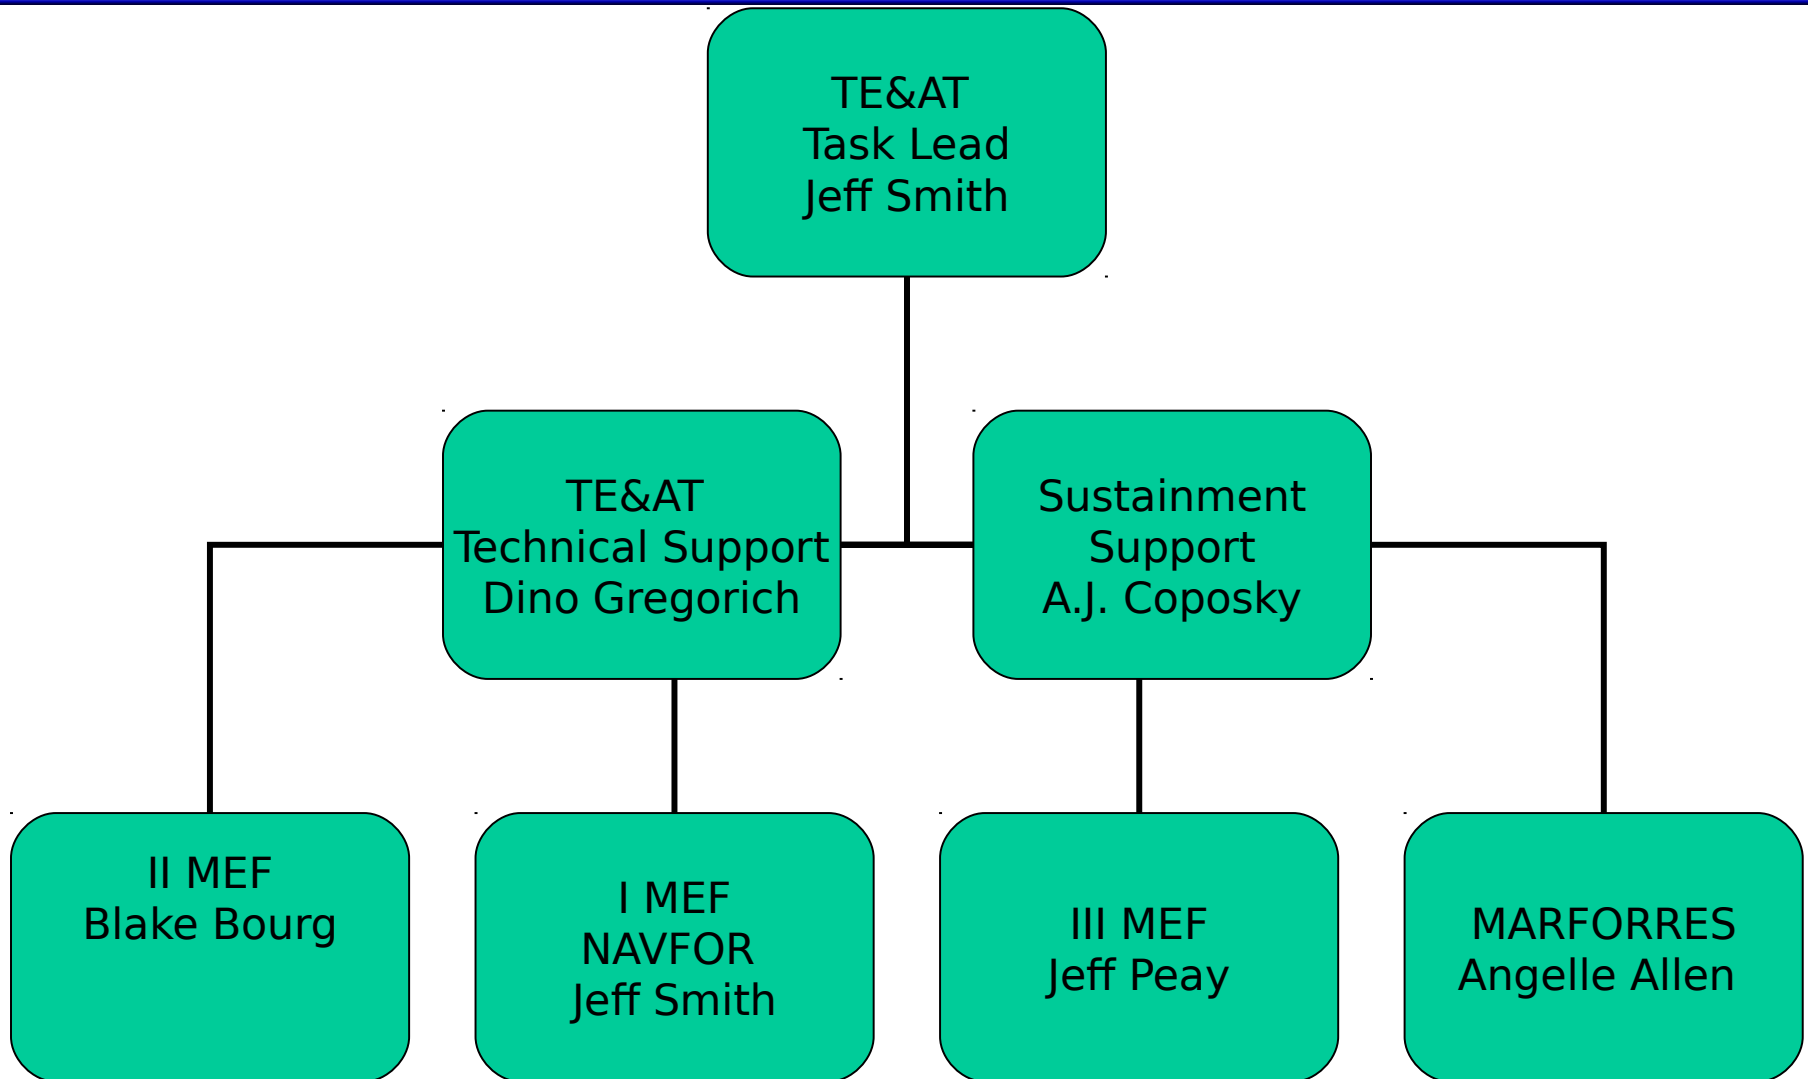 TE&AT
Task Lead
Jeff Smith
TE&AT
Technical Support
Dino Gregorich
Sustainment
Support
A.J. Coposky
II MEF
Blake Bourg
I MEF
NAVFOR
Jeff Smith
III MEF
Jeff Peay
MARFORRES
Angelle Allen